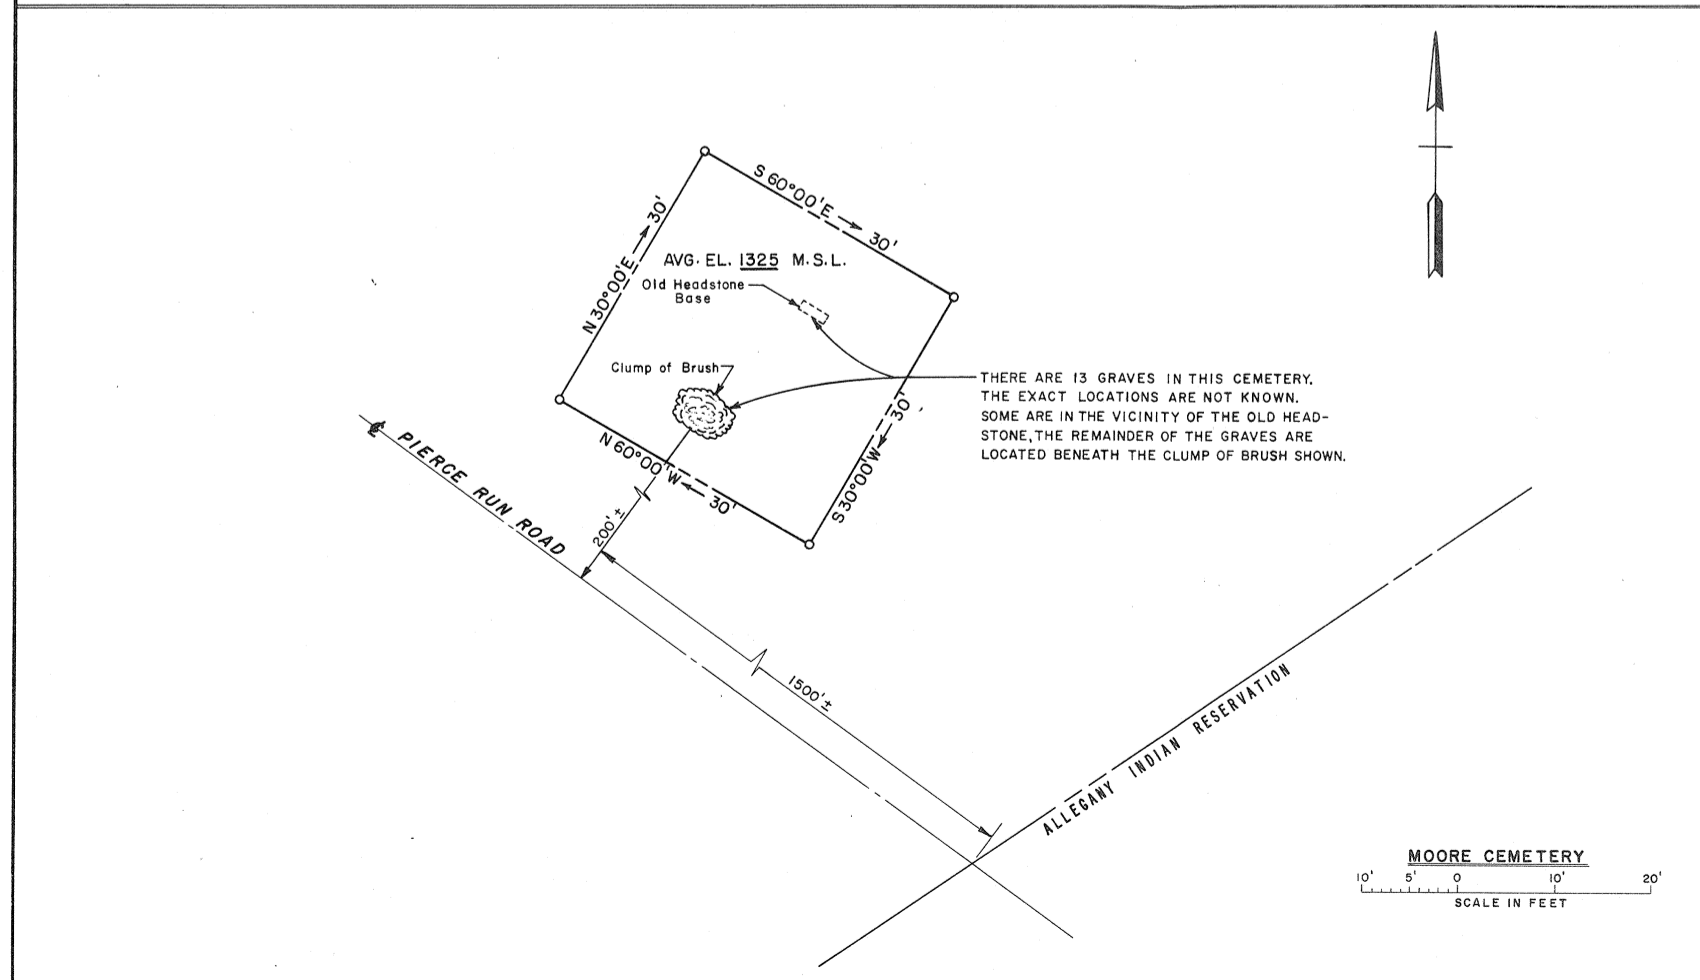 S 60°00'E 30'
N 30°00'E 30'
AVG. EL. 1325 M.S.L.
Old Headstone
Base
Clump of Brush
THERE ARE 13 GRAVES IN THIS CEMETERY.
THE EXACT LOCATIONS ARE NOT KNOWN.
SOME ARE IN THE VICINITY OF THE OLD HEAD-
STONE, THE REMAINDER OF THE GRAVES ARE
LOCATED BENEATH THE CLUMP OF BRUSH SHOWN.
S 30°00'W 30'
N 60°00'W 30'
℄ PIERCE RUN ROAD
200'±
1500'±
ALLEGANY INDIAN RESERVATION
MOORE CEMETERY
10' 5' 0 10' 20'
SCALE IN FEET